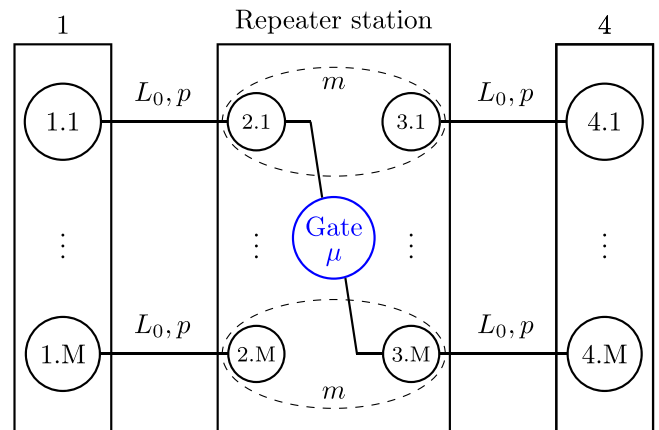 1
Repeater station
4
L₀, p
m
L₀, p
1.1
2.1
3.1
4.1
Gate
μ
⋮
⋮
⋮
⋮
L₀, p
L₀, p
1.M
2.M
3.M
4.M
m